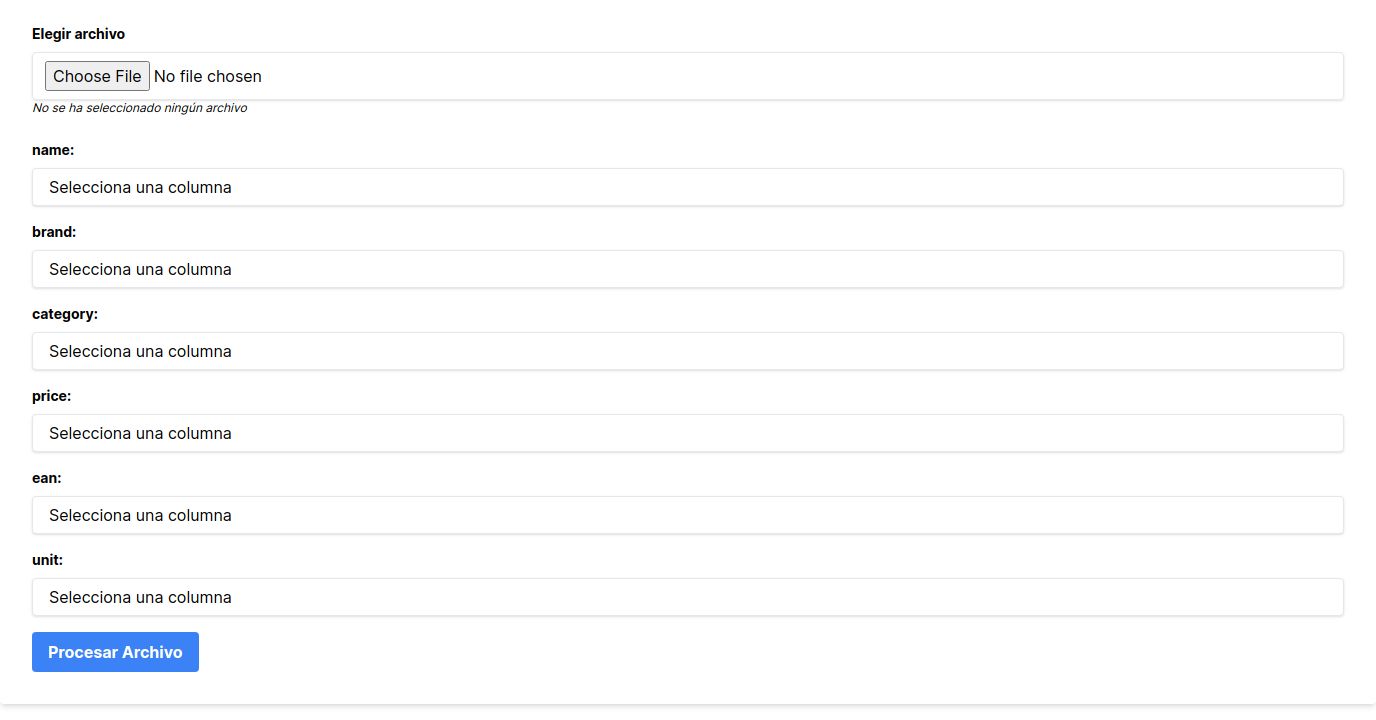 Elegir archivo
Choose File No file chosen
No se ha seleccionado ningún archivo
name:
Selecciona una columna
brand:
Selecciona una columna
category:
Selecciona una columna
price:
Selecciona una columna
ean:
Selecciona una columna
unit:
Selecciona una columna
Procesar Archivo